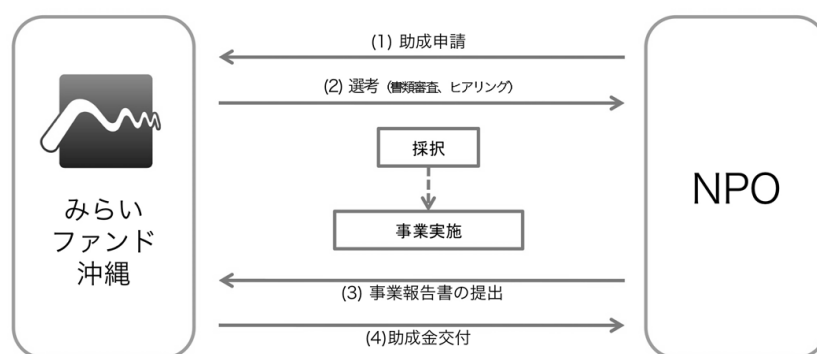 (1) 助成申請
(2) 選考（書類審査、ヒアリング）
採択
事業実施
みらい
ファンド
沖縄
NPO
(3) 事業報告書の提出
(4)助成金交付